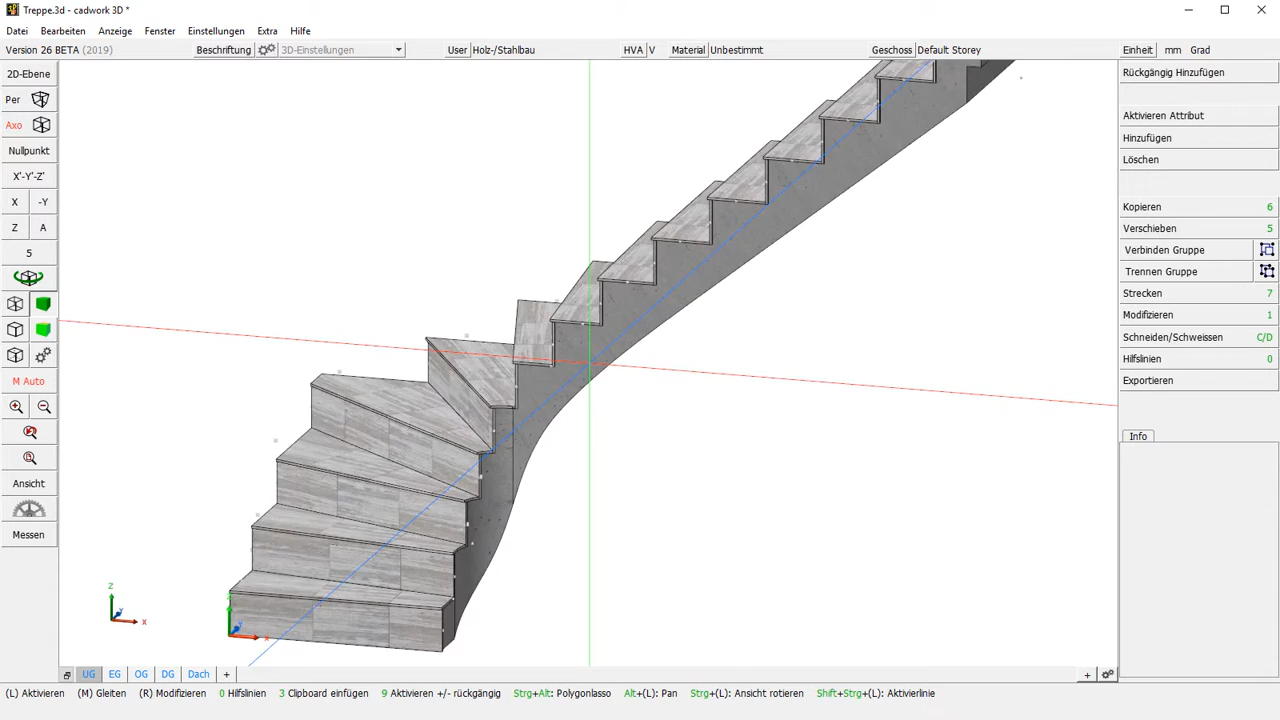 Treppe.3d - cadwork 3D *
Datei Bearbeiten Anzeige Fenster Einstellungen Extra Hilfe
Version 26 BETA (2019) Beschriftung 3D-Einstellungen User Holz-/Stahlbau HVA V Material Unbestimmt Geschoss Default Storey Einheit mm Grad
2D-Ebene
Per
Axo
Nullpunkt
X'-Y'-Z'
X -Y
Z A
5
M Auto
Ansicht
Messen
Rückgängig Hinzufügen
Aktivieren Attribut
Hinzufügen
Löschen
Kopieren 6
Verschieben 5
Verbinden Gruppe
Trennen Gruppe
Strecken 7
Modifizieren 1
Schneiden/Schweissen C/D
Hilfslinien 0
Exportieren
Info
Z
Y
X
Z
Y
X
UG EG OG DG Dach +
+
(L) Aktivieren (M) Gleiten (R) Modifizieren 0 Hilfslinien 3 Clipboard einfügen 9 Aktivieren +/- rückgängig Strg+Alt: Polygonlasso Alt+(L): Pan Strg+(L): Ansicht rotieren Shift+Strg+(L): Aktivierlinie